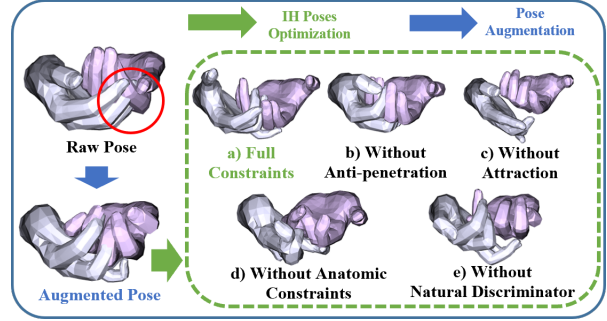 IH Poses
Optimization
Pose
Augmentation
Raw Pose
Augmented Pose
a) Full
Constraints
b) Without
Anti-penetration
c) Without
Attraction
d) Without Anatomic
Constraints
e) Without
Natural Discriminator